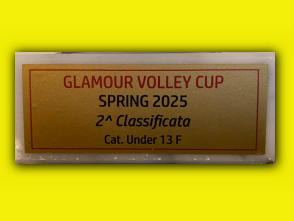 GLAMOUR VOLLEY CUP
SPRING 2025
2^ Classificata
Cat. Under 13 F